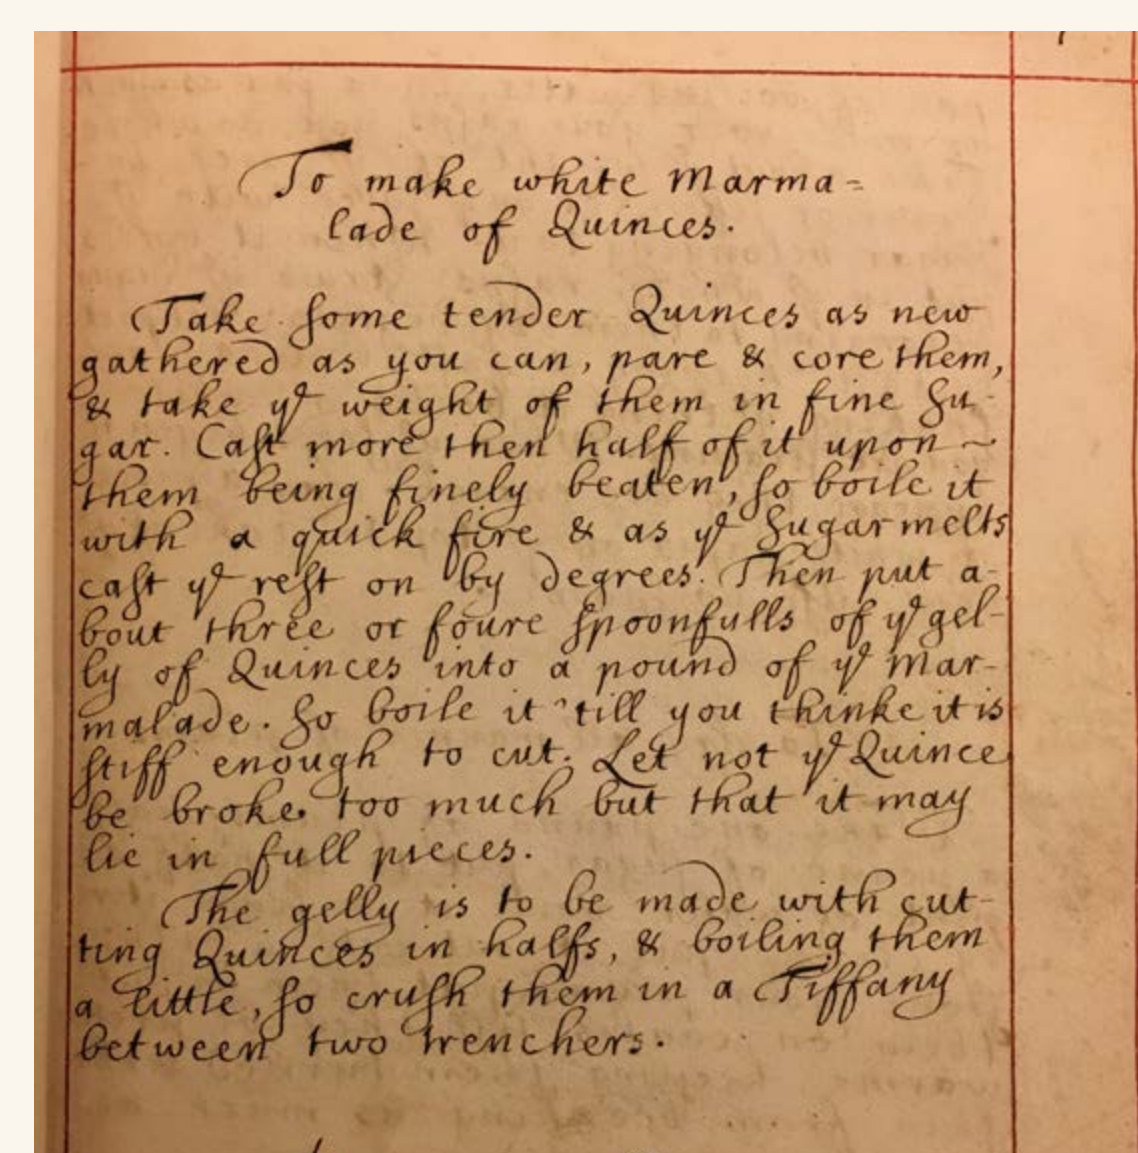 To make white Marma=
lade of Quinces.
Take some tender Quinces as new
gathered as you can, pare & core them,
& take yͤ weight of them in fine Su-
gar. Cast more then half of it upon ~
them being finely beaten, so boile it
with a quick fire & as yͤ Sugar melts
cast yͤ rest on by degrees. Then put a-
bout three or foure spoonfulls of yͤ gel-
ly of Quinces into a pound of yͤ Mar-
malade. So boile it 'till you thinke it is
stiff enough to cut. Let not yͤ Quince
be broke too much but that it may
lie in full pieces.
The gelly is to be made with cut-
ting Quinces in halfs, & boiling them
a little, so crush them in a Tiffany
between two trenchers.